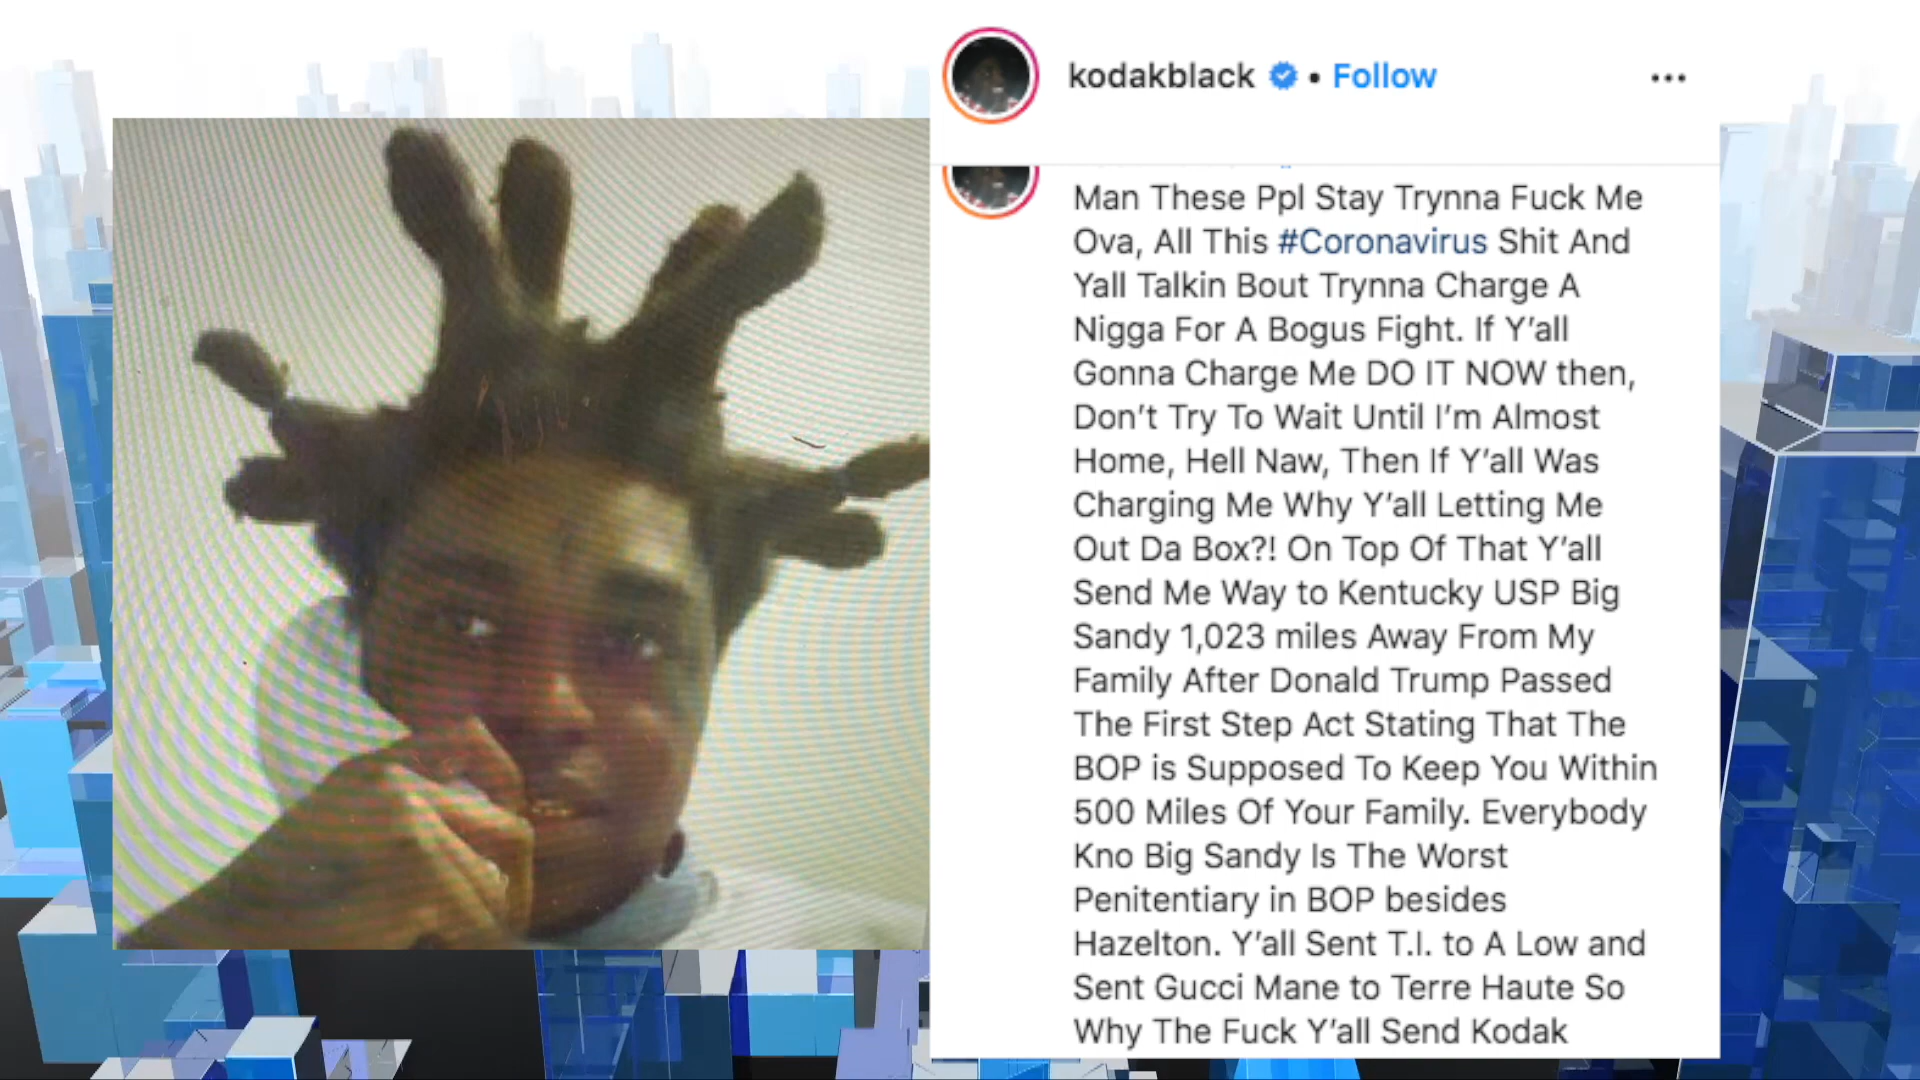 kodakblack • Follow
Man These Ppl Stay Trynna Fuck Me
Ova, All This #Coronavirus Shit And
Yall Talkin Bout Trynna Charge A
Nigga For A Bogus Fight. If Y’all
Gonna Charge Me DO IT NOW then,
Don’t Try To Wait Until I’m Almost
Home, Hell Naw, Then If Y’all Was
Charging Me Why Y’all Letting Me
Out Da Box?! On Top Of That Y’all
Send Me Way to Kentucky USP Big
Sandy 1,023 miles Away From My
Family After Donald Trump Passed
The First Step Act Stating That The
BOP is Supposed To Keep You Within
500 Miles Of Your Family. Everybody
Kno Big Sandy Is The Worst
Penitentiary in BOP besides
Hazelton. Y’all Sent T.I. to A Low and
Sent Gucci Mane to Terre Haute So
Why The Fuck Y’all Send Kodak